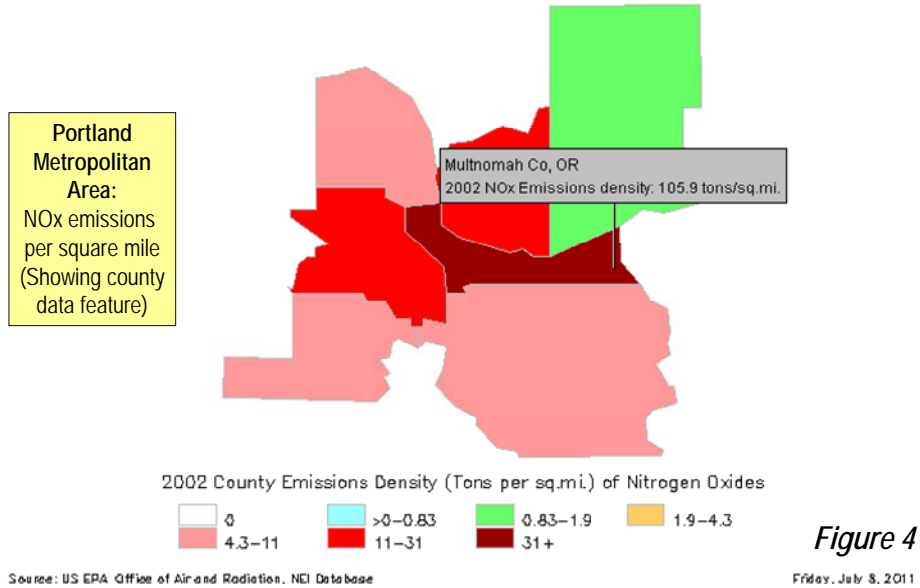 Portland
Metropolitan
Area:
NOx emissions
per square mile
(Showing county
data feature)
Multnomah Co, OR
2002 NOx Emissions density: 105.9 tons/sq.mi.
2002 County Emissions Density (Tons per sq.mi.) of Nitrogen Oxides
0 >0-0.83 0.83-1.9 1.9-4.3
4.3-11 11-31 31+
Figure 4
Source: US EPA Office of Air and Radiation, NEI Database Friday, July 8, 2011